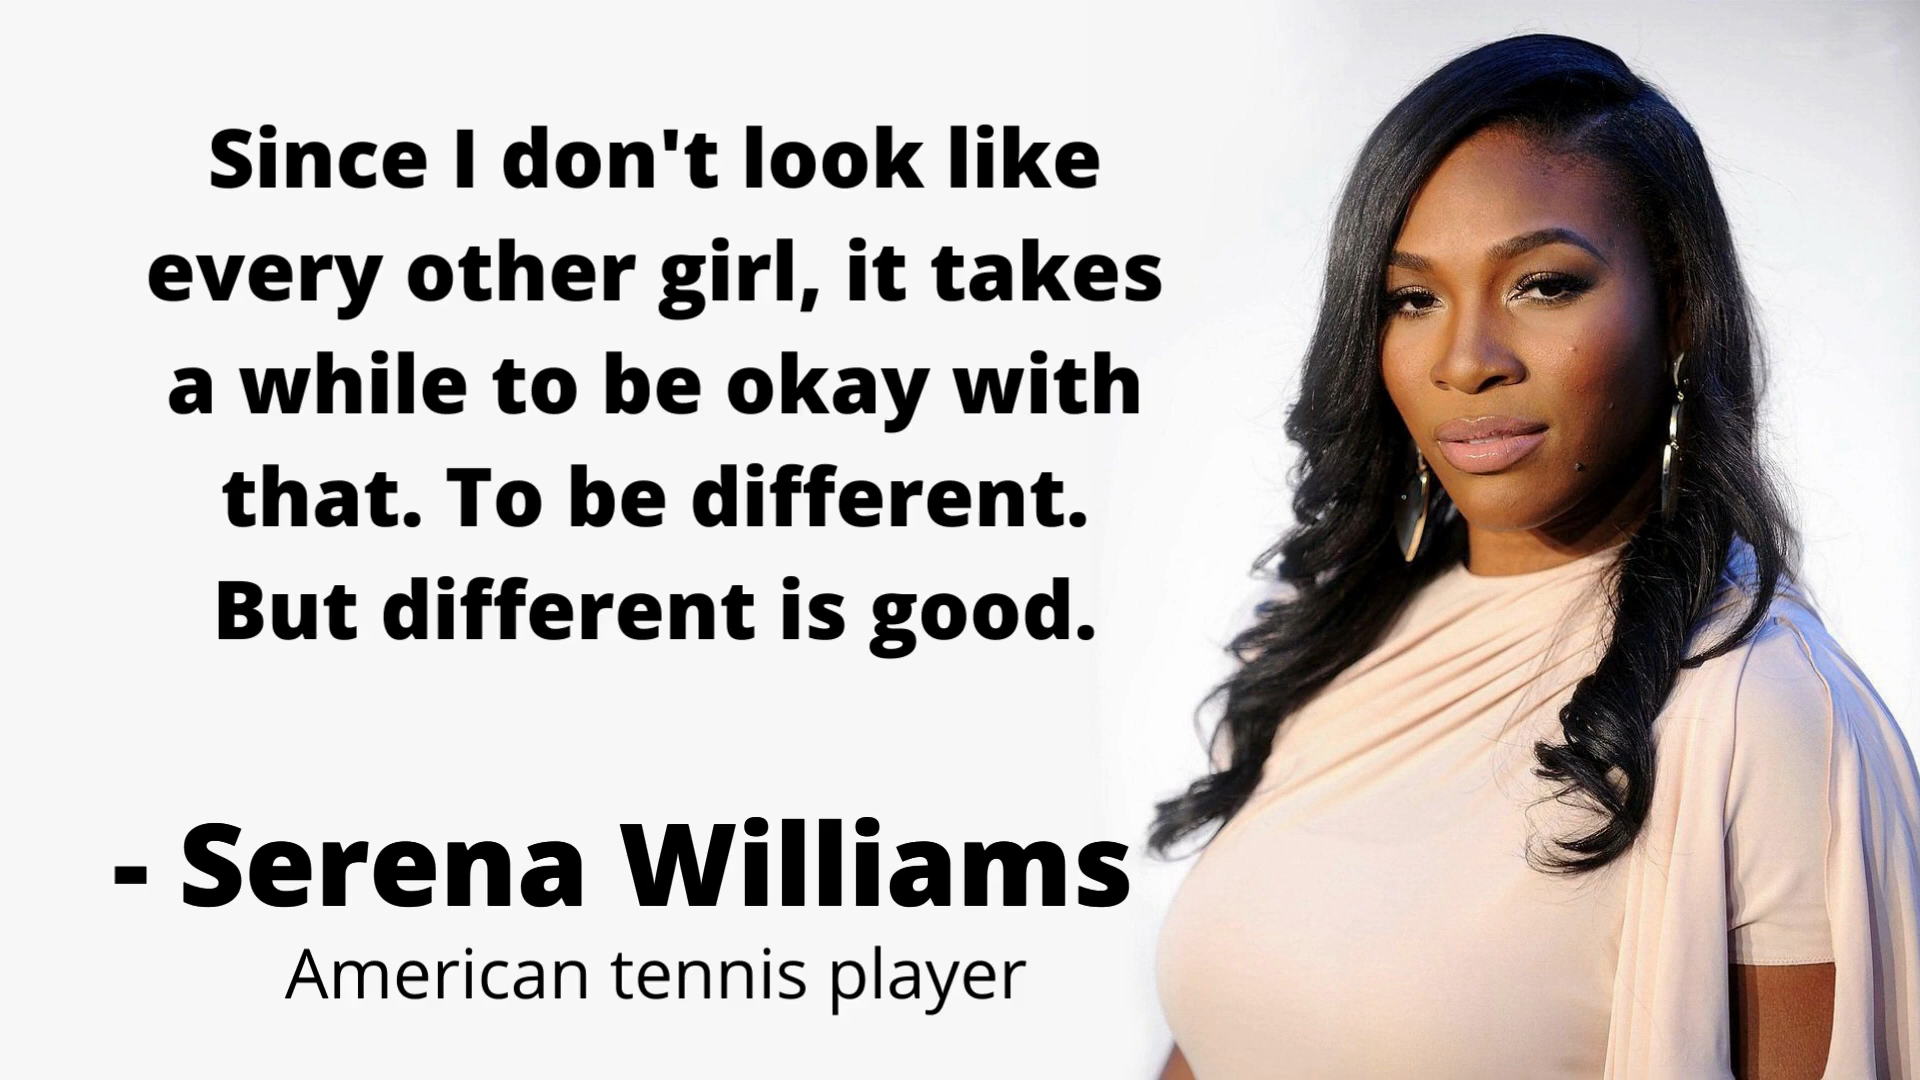 Since I don't look like
every other girl, it takes
a while to be okay with
that. To be different.
But different is good.
- Serena Williams
American tennis player